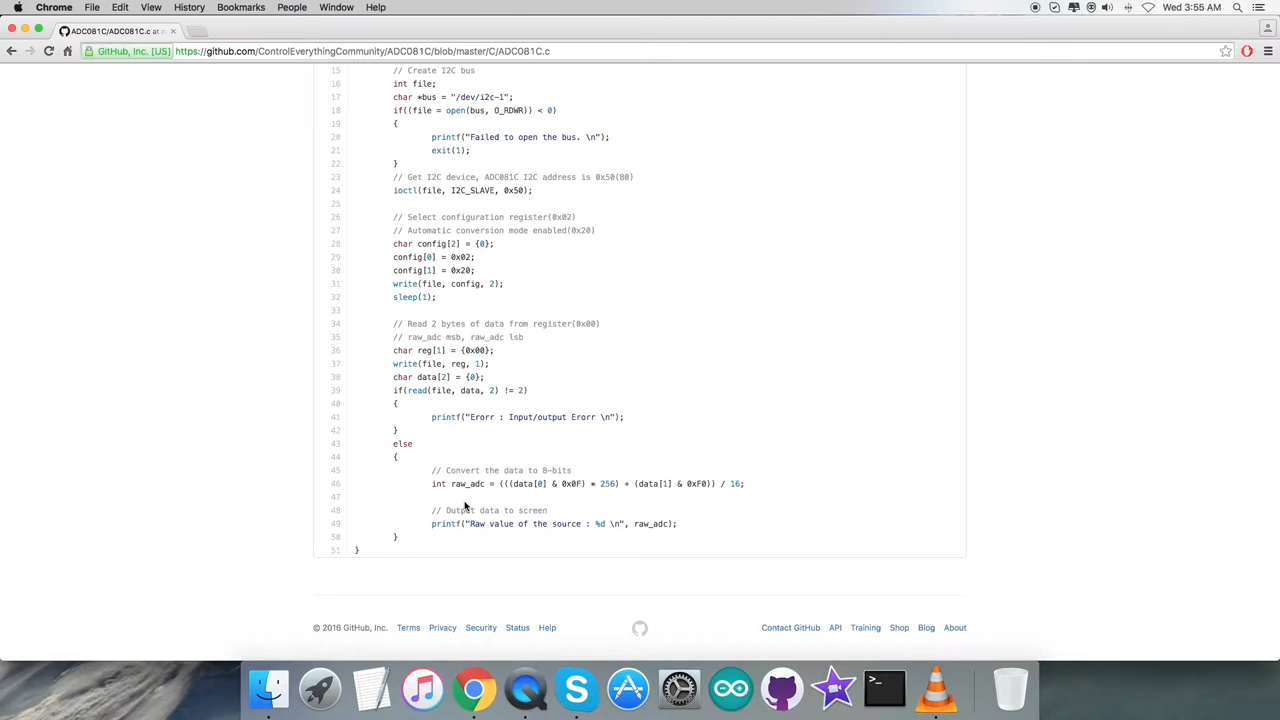 Chrome File Edit View History Bookmarks People Window Help Wed 3:55 AM
ADC081C/ADC081C.c at m
GitHub, Inc. [US] https://github.com/ControlEverythingCommunity/ADC081C/blob/master/C/ADC081C.c
15 // Create I2C bus
16 int file;
17 char *bus = "/dev/i2c-1";
18 if((file = open(bus, O_RDWR)) < 0)
19 {
20 printf("Failed to open the bus. \n");
21 exit(1);
22 }
23 // Get I2C device, ADC081C I2C address is 0x50(80)
24 ioctl(file, I2C_SLAVE, 0x50);
25
26 // Select configuration register(0x02)
27 // Automatic conversion mode enabled(0x20)
28 char config[2] = {0};
29 config[0] = 0x02;
30 config[1] = 0x20;
31 write(file, config, 2);
32 sleep(1);
33
34 // Read 2 bytes of data from register(0x00)
35 // raw_adc msb, raw_adc lsb
36 char reg[1] = {0x00};
37 write(file, reg, 1);
38 char data[2] = {0};
39 if(read(file, data, 2) != 2)
40 {
41 printf("Erorr : Input/output Erorr \n");
42 }
43 else
44 {
45 // Convert the data to 8-bits
46 int raw_adc = (((data[0] & 0x0F) * 256) + (data[1] & 0xF0)) / 16;
47
48 // Output data to screen
49 printf("Raw value of the source : %d \n", raw_adc);
50 }
51 }
© 2016 GitHub, Inc. Terms Privacy Security Status Help Contact GitHub API Training Shop Blog About